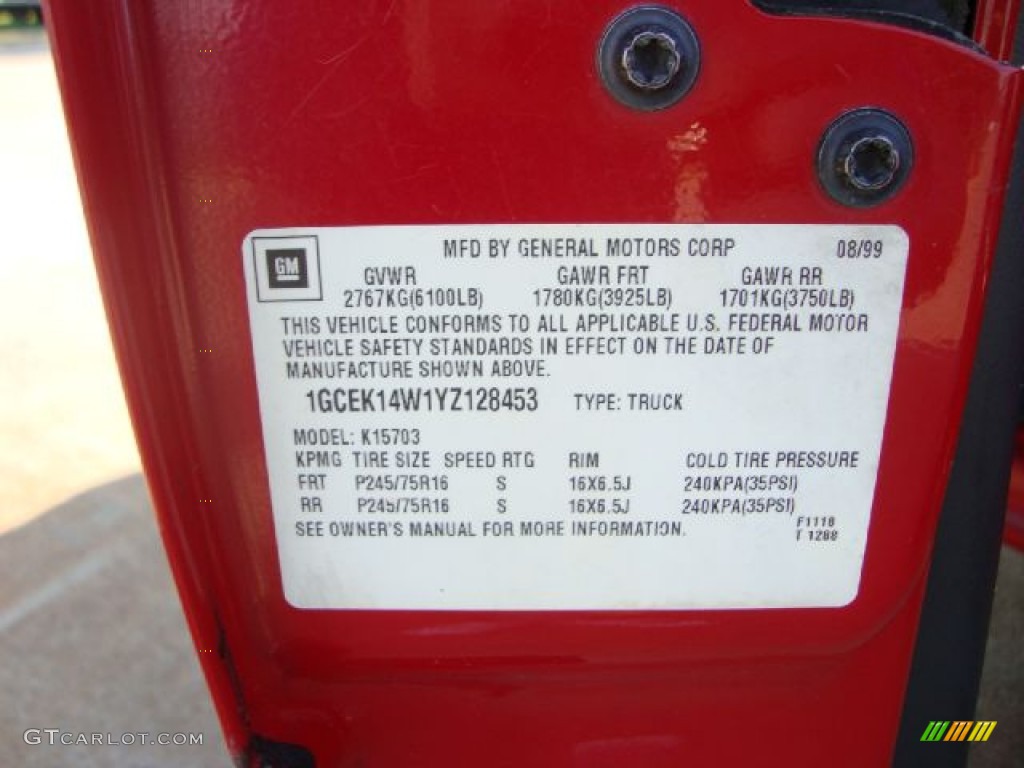 GM
MFD BY GENERAL MOTORS CORP 08/99
GVWR GAWR FRT GAWR RR
2767KG(6100LB) 1780KG(3925LB) 1701KG(3750LB)
THIS VEHICLE CONFORMS TO ALL APPLICABLE U.S. FEDERAL MOTOR
VEHICLE SAFETY STANDARDS IN EFFECT ON THE DATE OF
MANUFACTURE SHOWN ABOVE.
1GCEK14W1YZ128453 TYPE: TRUCK
MODEL: K15703
KPMG TIRE SIZE SPEED RTG RIM COLD TIRE PRESSURE
FRT P245/75R16 S 16X6.5J 240KPA(35PSI)
RR P245/75R16 S 16X6.5J 240KPA(35PSI)
SEE OWNER'S MANUAL FOR MORE INFORMATION.
F1118
T 1288
GTCARLOT.COM